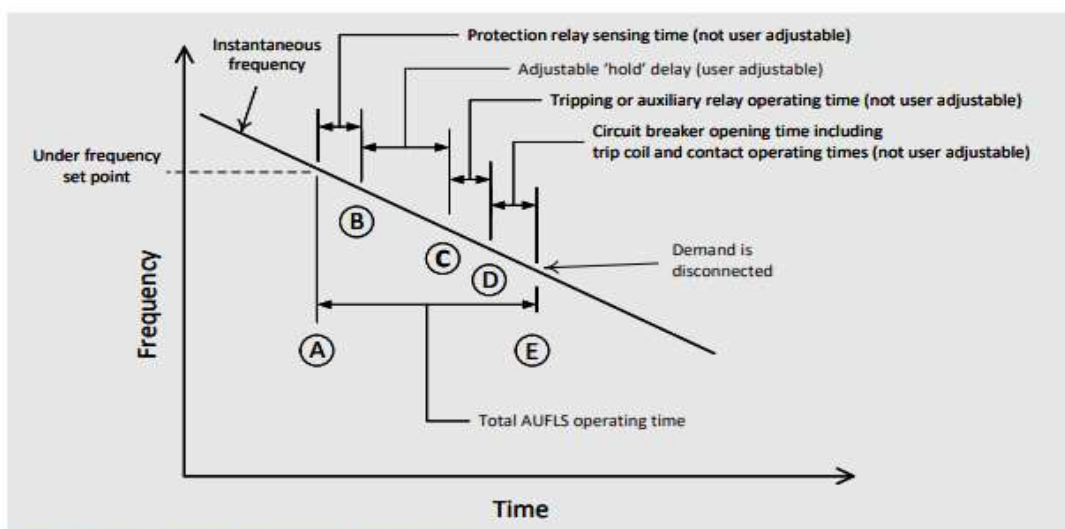 Protection relay sensing time (not user adjustable)
Instantaneous
frequency
Adjustable ‘hold’ delay (user adjustable)
Tripping or auxiliary relay operating time (not user adjustable)
Circuit breaker opening time including
trip coil and contact operating times (not user adjustable)
Under frequency
set point
B
C
D
Demand is
disconnected
Frequency
A
E
Total AUFLS operating time
Time